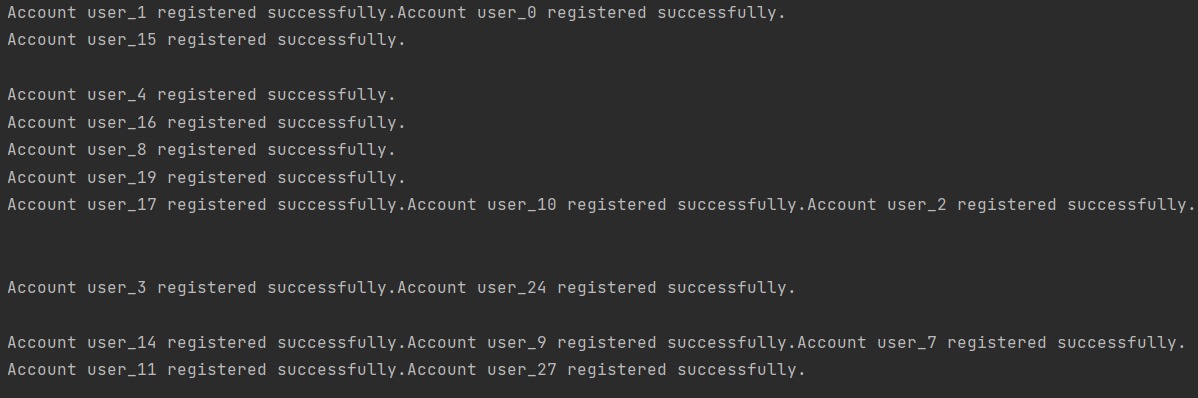 Account user_1 registered successfully.Account user_0 registered successfully.
Account user_15 registered successfully.
Account user_4 registered successfully.
Account user_16 registered successfully.
Account user_8 registered successfully.
Account user_19 registered successfully.
Account user_17 registered successfully.Account user_10 registered successfully.Account user_2 registered successfully.
Account user_3 registered successfully.Account user_24 registered successfully.
Account user_14 registered successfully.Account user_9 registered successfully.Account user_7 registered successfully.
Account user_11 registered successfully.Account user_27 registered successfully.